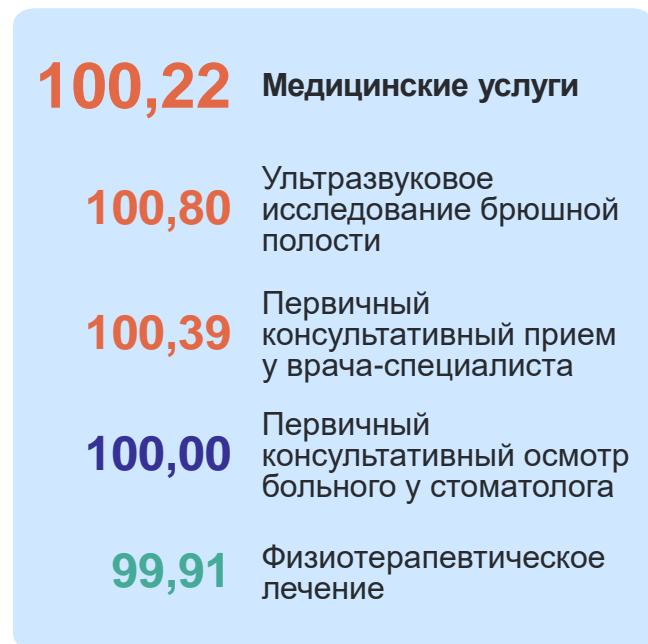 100,22 Медицинские услуги
100,80 Ультразвуковое
исследование брюшной
полости
100,39 Первичный
консультативный прием
у врача-специалиста
100,00 Первичный
консультативный осмотр
больного у стоматолога
99,91 Физиотерапевтическое
лечение